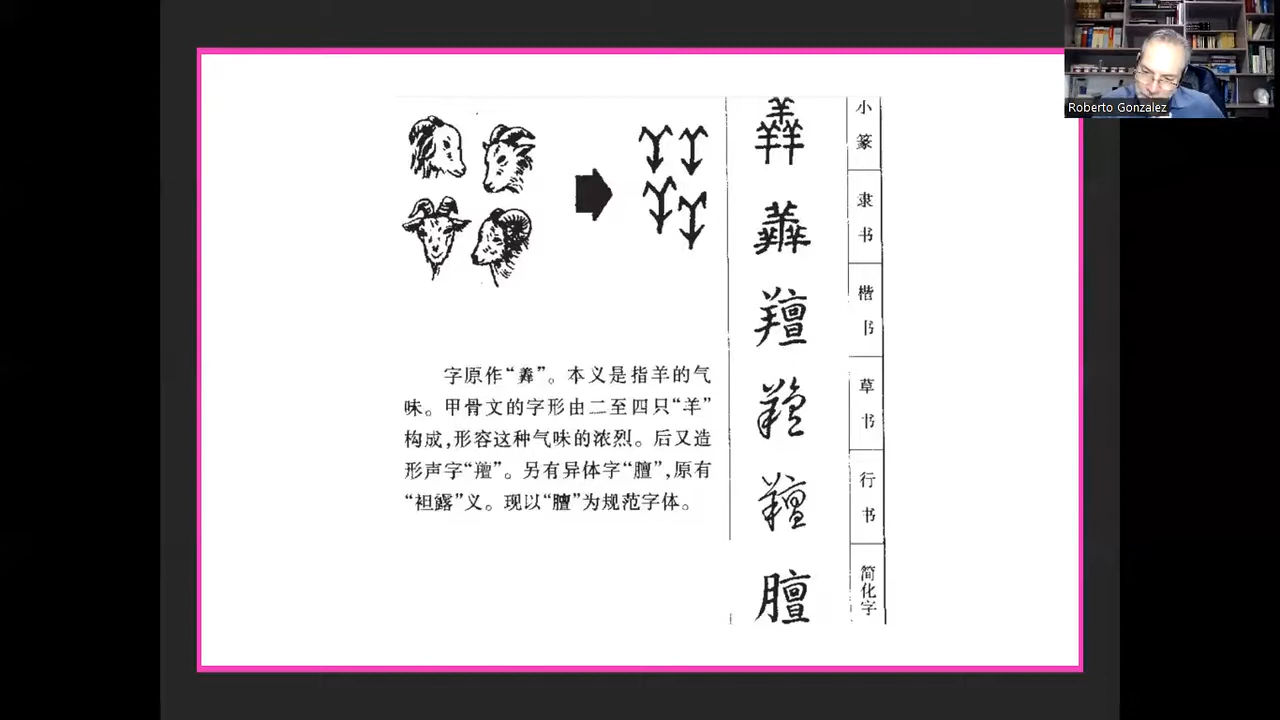 Roberto Gonzalez
羴
小篆
羴
隶书
羶
楷书
羶
草书
羶
行书
膻
简化字
字原作“羴”。本义是指羊的气
味。甲骨文的字形由二至四只“羊”
构成,形容这种气味的浓烈。后又造
形声字“羶”。另有异体字“膻”,原有
“袒露”义。现以“膻”为规范字体。